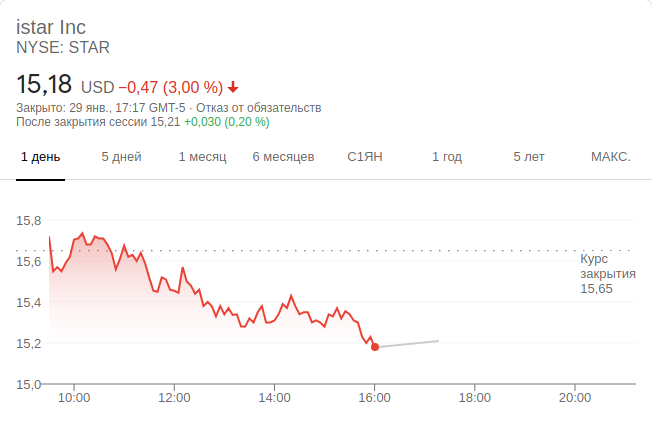 istar Inc
NYSE: STAR
15,18 USD −0,47 (3,00 %)
Закрыто: 29 янв., 17:17 GMT-5 · Отказ от обязательств
После закрытия сессии 15,21 +0,030 (0,20 %)
1 день 5 дней 1 месяц 6 месяцев С1ЯН 1 год 5 лет МАКС.
15,8
15,6
15,4
15,2
15,0
Курс
закрытия
15,65
10:00 12:00 14:00 16:00 18:00 20:00